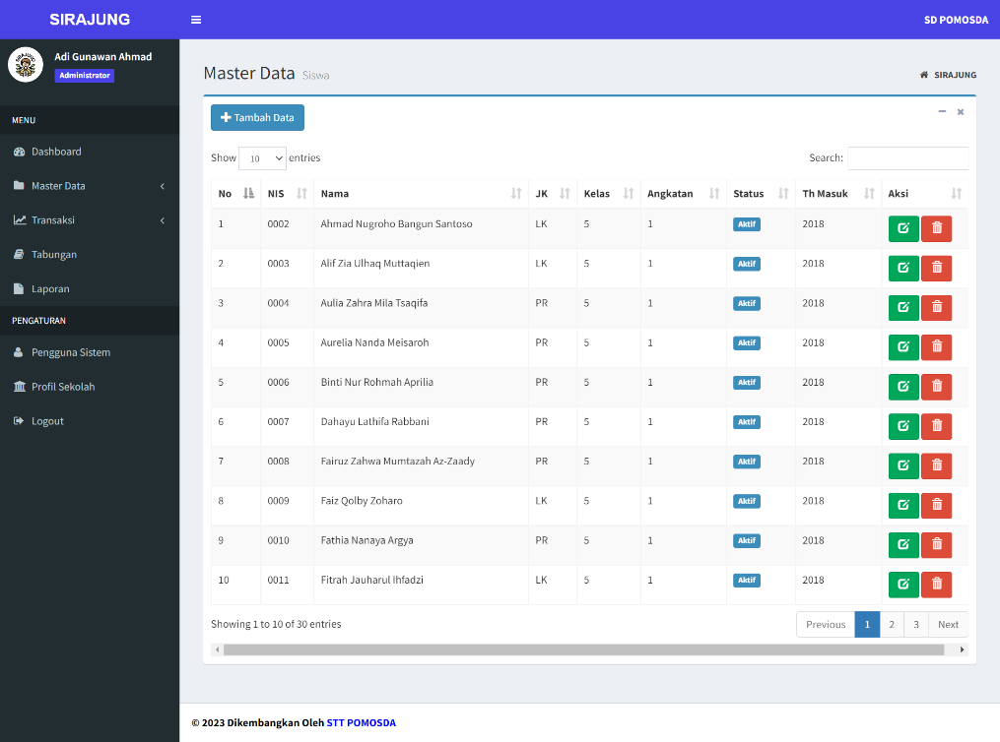 SIRAJUNG
SD POMOSDA
Adi Gunawan Ahmad
Administrator
MENU
Dashboard
Master Data
Transaksi
Tabungan
Laporan
PENGATURAN
Pengguna Sistem
Profil Sekolah
Logout
Master Data Siswa
SIRAJUNG
Tambah Data
Show 10 entries Search:
No NIS Nama JK Kelas Angkatan Status Th Masuk Aksi
1 0002 Ahmad Nugroho Bangun Santoso LK 5 1 Aktif 2018
2 0003 Alif Zia Ulhaq Muttaqien LK 5 1 Aktif 2018
3 0004 Aulia Zahra Mila Tsaqifa PR 5 1 Aktif 2018
4 0005 Aurelia Nanda Meisaroh PR 5 1 Aktif 2018
5 0006 Binti Nur Rohmah Aprilia PR 5 1 Aktif 2018
6 0007 Dahayu Lathifa Rabbani PR 5 1 Aktif 2018
7 0008 Fairuz Zahwa Mumtazah Az-Zaady PR 5 1 Aktif 2018
8 0009 Faiz Qolby Zoharo LK 5 1 Aktif 2018
9 0010 Fathia Nanaya Argya PR 5 1 Aktif 2018
10 0011 Fitrah Jauharul Ihfadzi LK 5 1 Aktif 2018
Showing 1 to 10 of 30 entries Previous 1 2 3 Next
© 2023 Dikembangkan Oleh STT POMOSDA